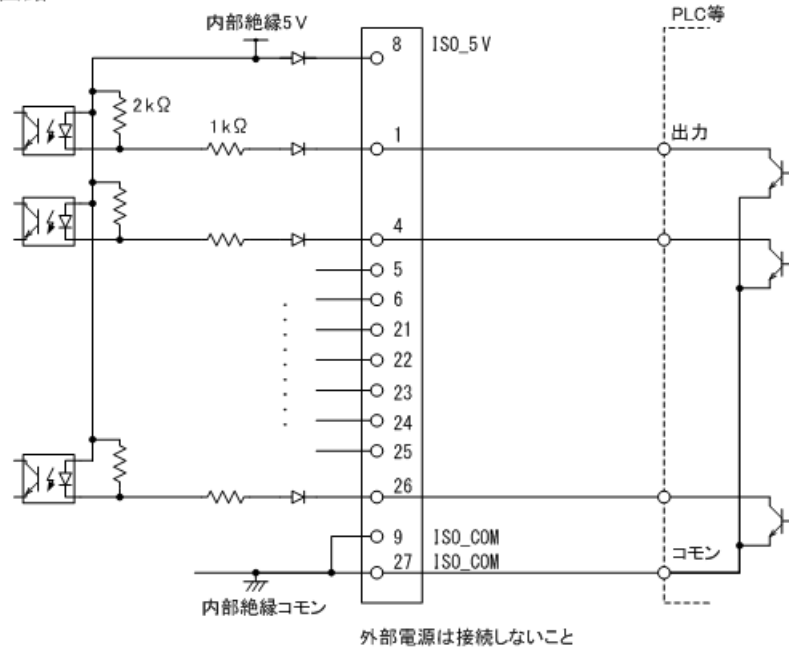 PLC等
内部絶縁5V
8 ISO_5V
2kΩ
1kΩ
1
出力
4
5
6
21
22
23
24
25
26
9 ISO_COM
コモン
27 ISO_COM
内部絶縁コモン
外部電源は接続しないこと